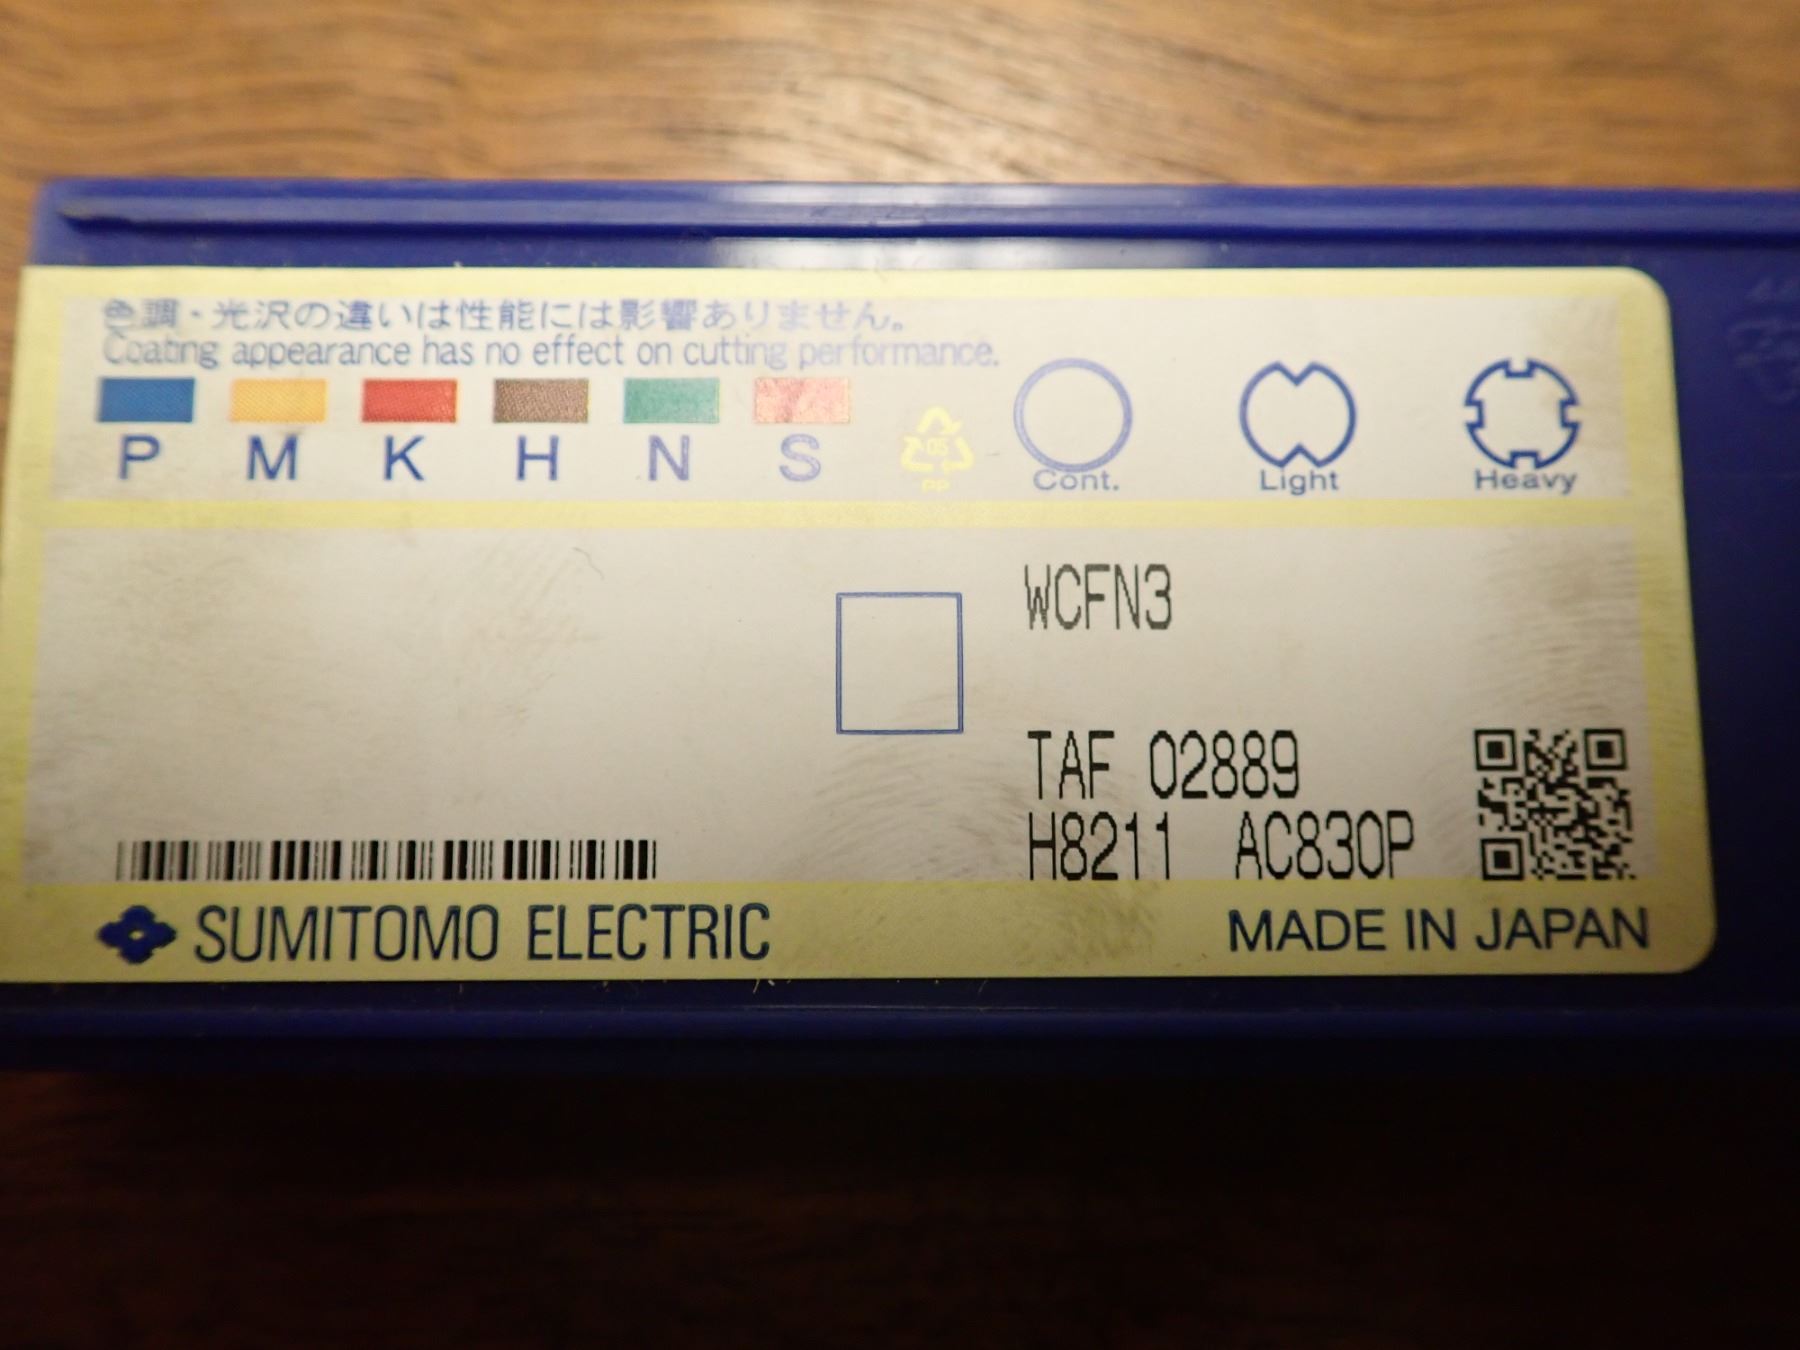 色調・光沢の違いは性能には影響ありません。
Coating appearance has no effect on cutting performance.
P M K H N S
05
PP
Cont. Light Heavy
WCFN3
TAF 02889
H8211 AC830P
SUMITOMO ELECTRIC
MADE IN JAPAN